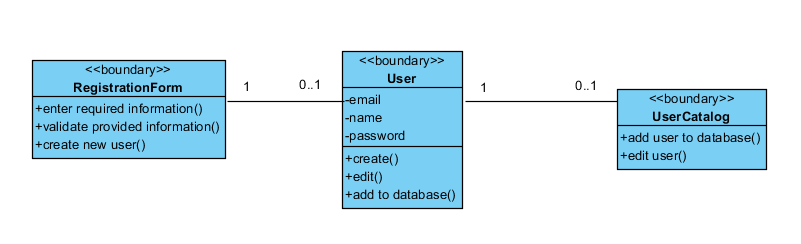 <<boundary>>
RegistrationForm
+enter required information()
+validate provided information()
+create new user()
1
0..1
<<boundary>>
User
-email
-name
-password
+create()
+edit()
+add to database()
1
0..1
<<boundary>>
UserCatalog
+add user to database()
+edit user()